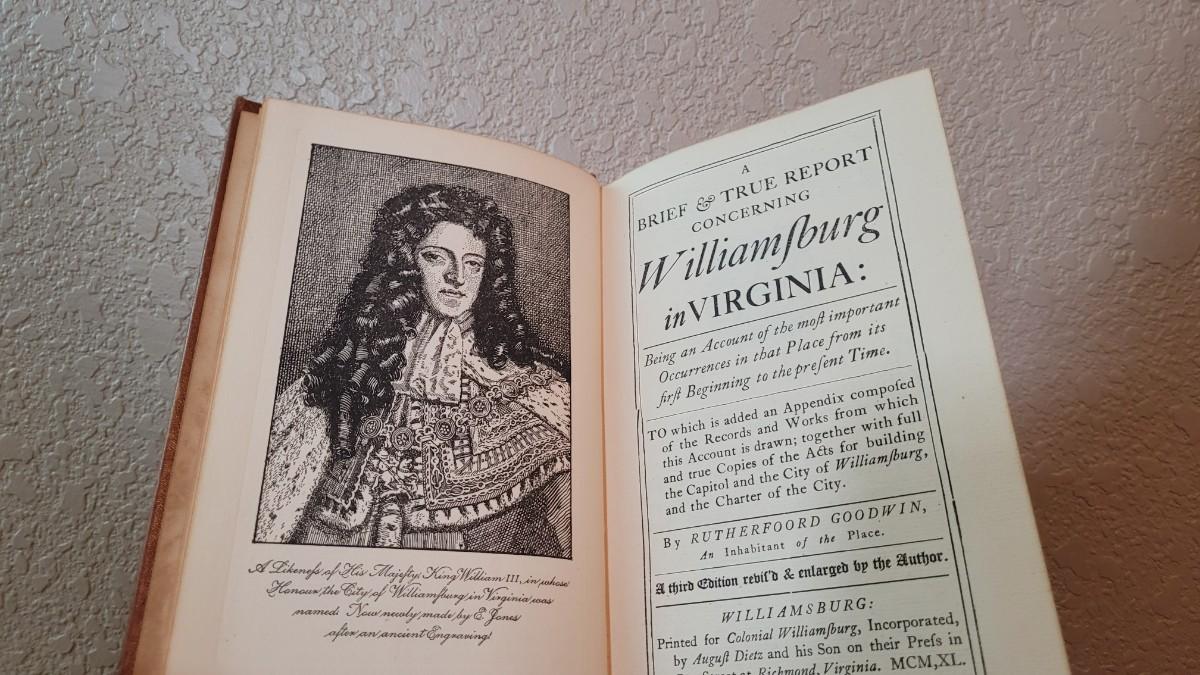 A Likeneſs of His Majeſty King William III, in whose
Honour the City of Williamſburg in Virginia was
named. Now newly made by E. Jones
after an ancient Engraving!
A
BRIEF & TRUE REPORT
CONCERNING
Williamſburg
in VIRGINIA:
Being an Account of the moſt important
Occurrences in that Place from its
firſt Beginning to the preſent Time.
TO which is added an Appendix compoſed
of the Records and Works from which
this Account is drawn; together with full
and true Copies of the Acts for building
the Capitol and the City of Williamſburg,
and the Charter of the City.
By RUTHERFOORD GOODWIN,
An Inhabitant of the Place.
A third Edition reviſ'd & enlarged by the Author.
WILLIAMSBURG:
Printed for Colonial Williamſburg, Incorporated,
by Auguſt Dietz and his Son on their Preſs in
Street at Richmond, Virginia. MCM,XL.